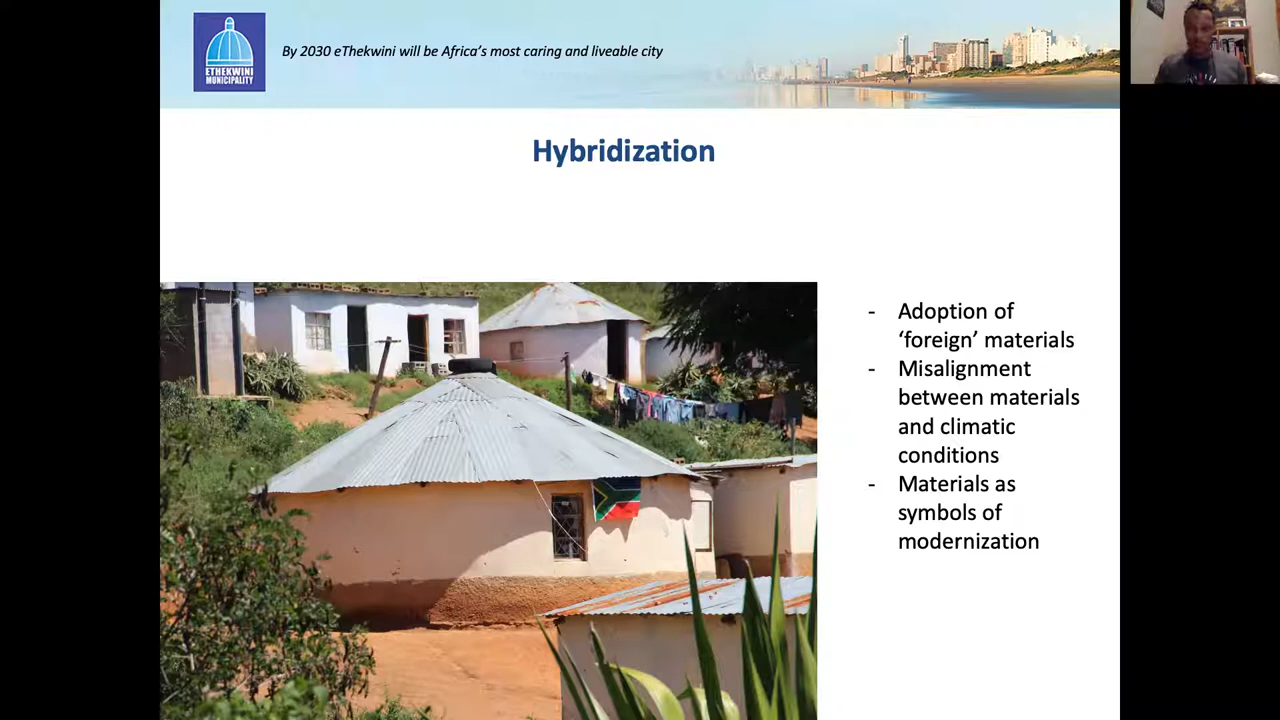 ETHEKWINI
MUNICIPALITY
By 2030 eThekwini will be Africa's most caring and liveable city
Hybridization
- Adoption of
‘foreign’ materials
- Misalignment
between materials
and climatic
conditions
- Materials as
symbols of
modernization